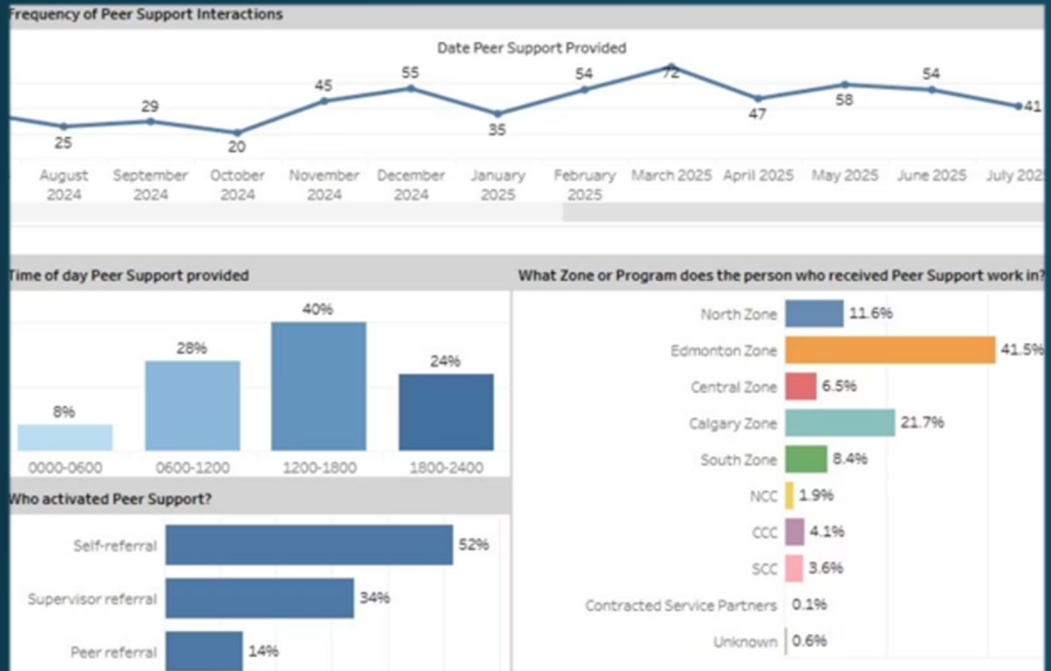 Frequency of Peer Support Interactions
Date Peer Support Provided
25
29
20
45
55
35
54
72
47
58
54
41
August 2024
September 2024
October 2024
November 2024
December 2024
January 2025
February 2025
March 2025
April 2025
May 2025
June 2025
July 202
Time of day Peer Support provided
8%
28%
40%
24%
0000-0600
0600-1200
1200-1800
1800-2400
Who activated Peer Support?
Self-referral 52%
Supervisor referral 34%
Peer referral 14%
What Zone or Program does the person who received Peer Support work in?
North Zone 11.6%
Edmonton Zone 41.5%
Central Zone 6.5%
Calgary Zone 21.7%
South Zone 8.4%
NCC 1.9%
CCC 4.1%
SCC 3.6%
Contracted Service Partners 0.1%
Unknown 0.6%